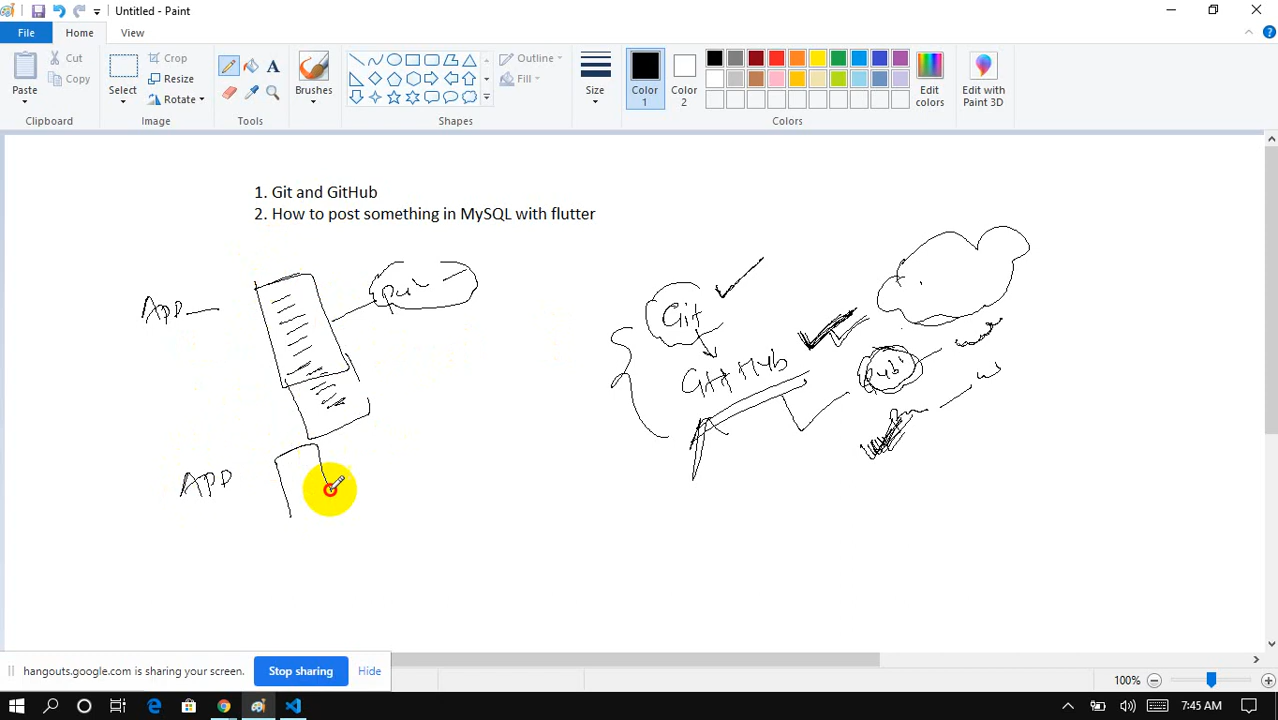 Untitled - Paint
File Home View
Paste
Cut
Copy
Clipboard
Select
Crop
Resize
Rotate
Image
A
Tools
Brushes
Shapes
Outline
Fill
Size
Color 1
Color 2
Colors
Edit colors
Edit with Paint 3D
1. Git and GitHub
2. How to post something in MySQL with flutter
APP
Git
GitHub
APP
hangouts.google.com is sharing your screen. Stop sharing Hide
100%
7:45 AM